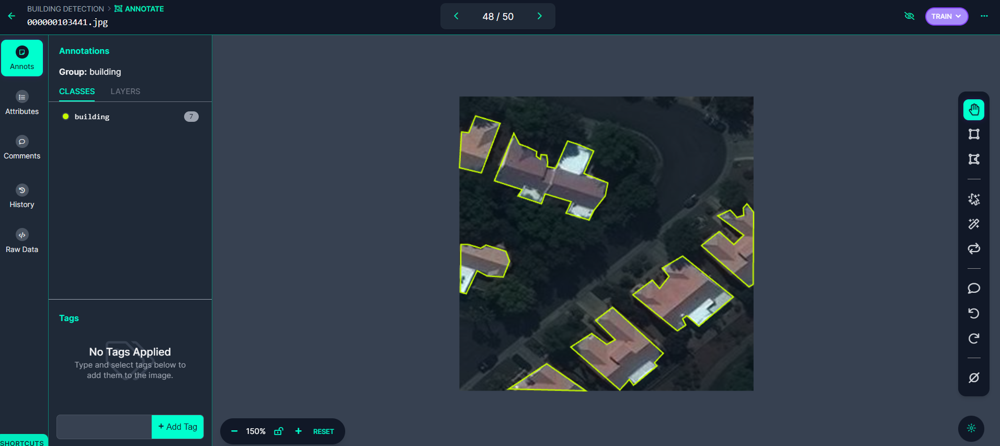 BUILDING DETECTION > ANNOTATE
000000103441.jpg
48 / 50
TRAIN
Annots
Attributes
Comments
History
Raw Data
SHORTCUTS
Annotations
Group: building
CLASSES LAYERS
building 7
Tags
No Tags Applied
Type and select tags below to
add them to the image.
+ Add Tag
150% RESET